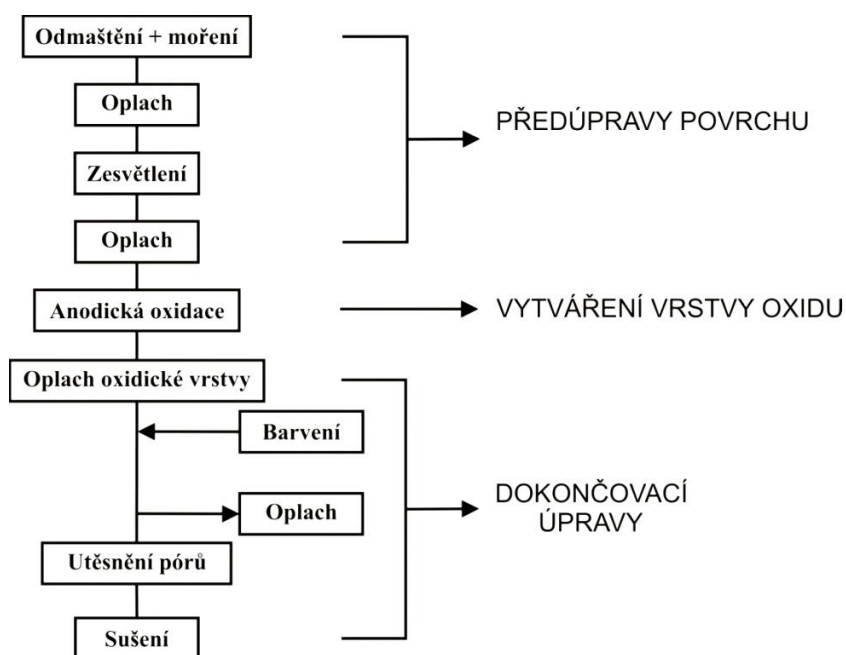 Odmaštění + moření
Oplach
Zesvětlení
Oplach
PŘEDÚPRAVY POVRCHU
Anodická oxidace
VYTVÁŘENÍ VRSTVY OXIDU
Oplach oxidické vrstvy
Barvení
Oplach
Utěsnění pórů
Sušení
DOKONČOVACÍ
ÚPRAVY